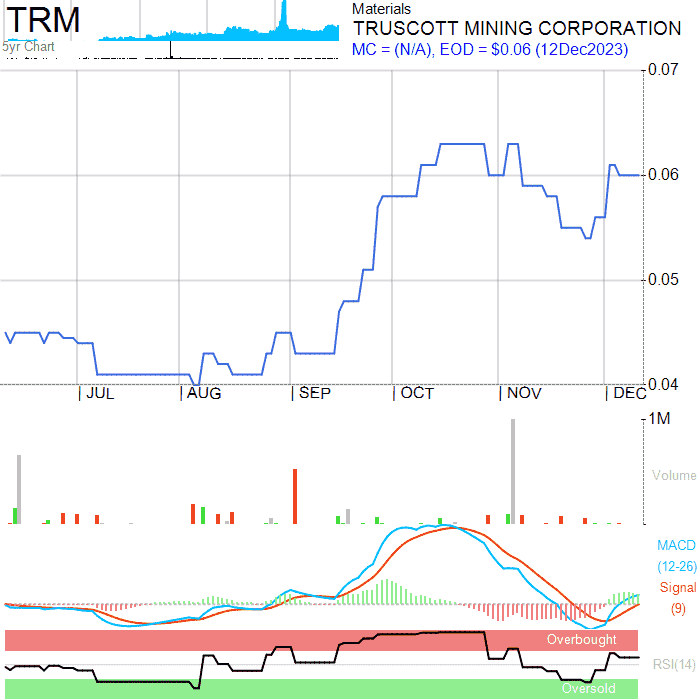 TRM
5yr Chart
Materials
TRUSCOTT MINING CORPORATION
MC = (N/A), EOD = $0.06 (12Dec2023)
0.07
0.06
0.05
0.04
JUL
AUG
SEP
OCT
NOV
DEC
1M
Volume
MACD
(12-26)
Signal
(9)
Overbought
RSI(14)
Oversold